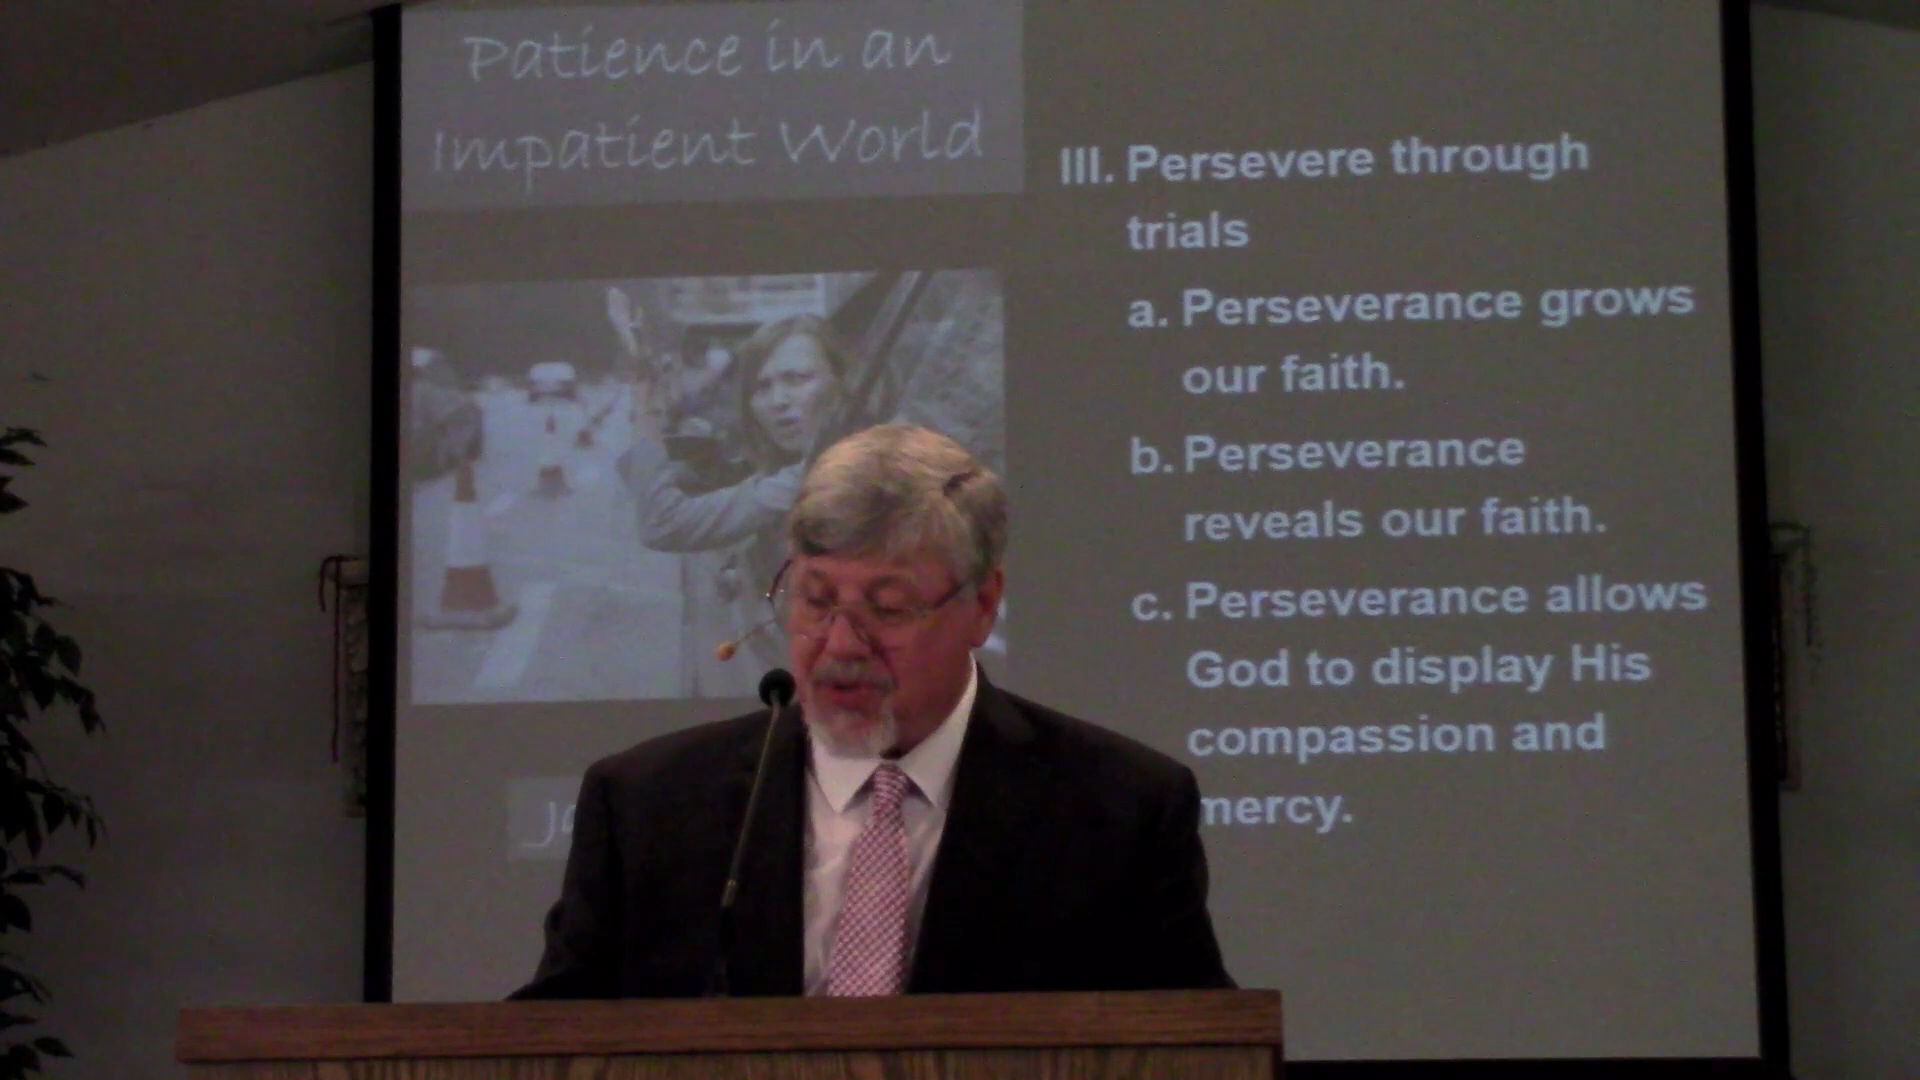 Patience in an
Impatient World
III. Persevere through
trials
a. Perseverance grows
our faith.
b. Perseverance
reveals our faith.
c. Perseverance allows
God to display His
compassion and
mercy.